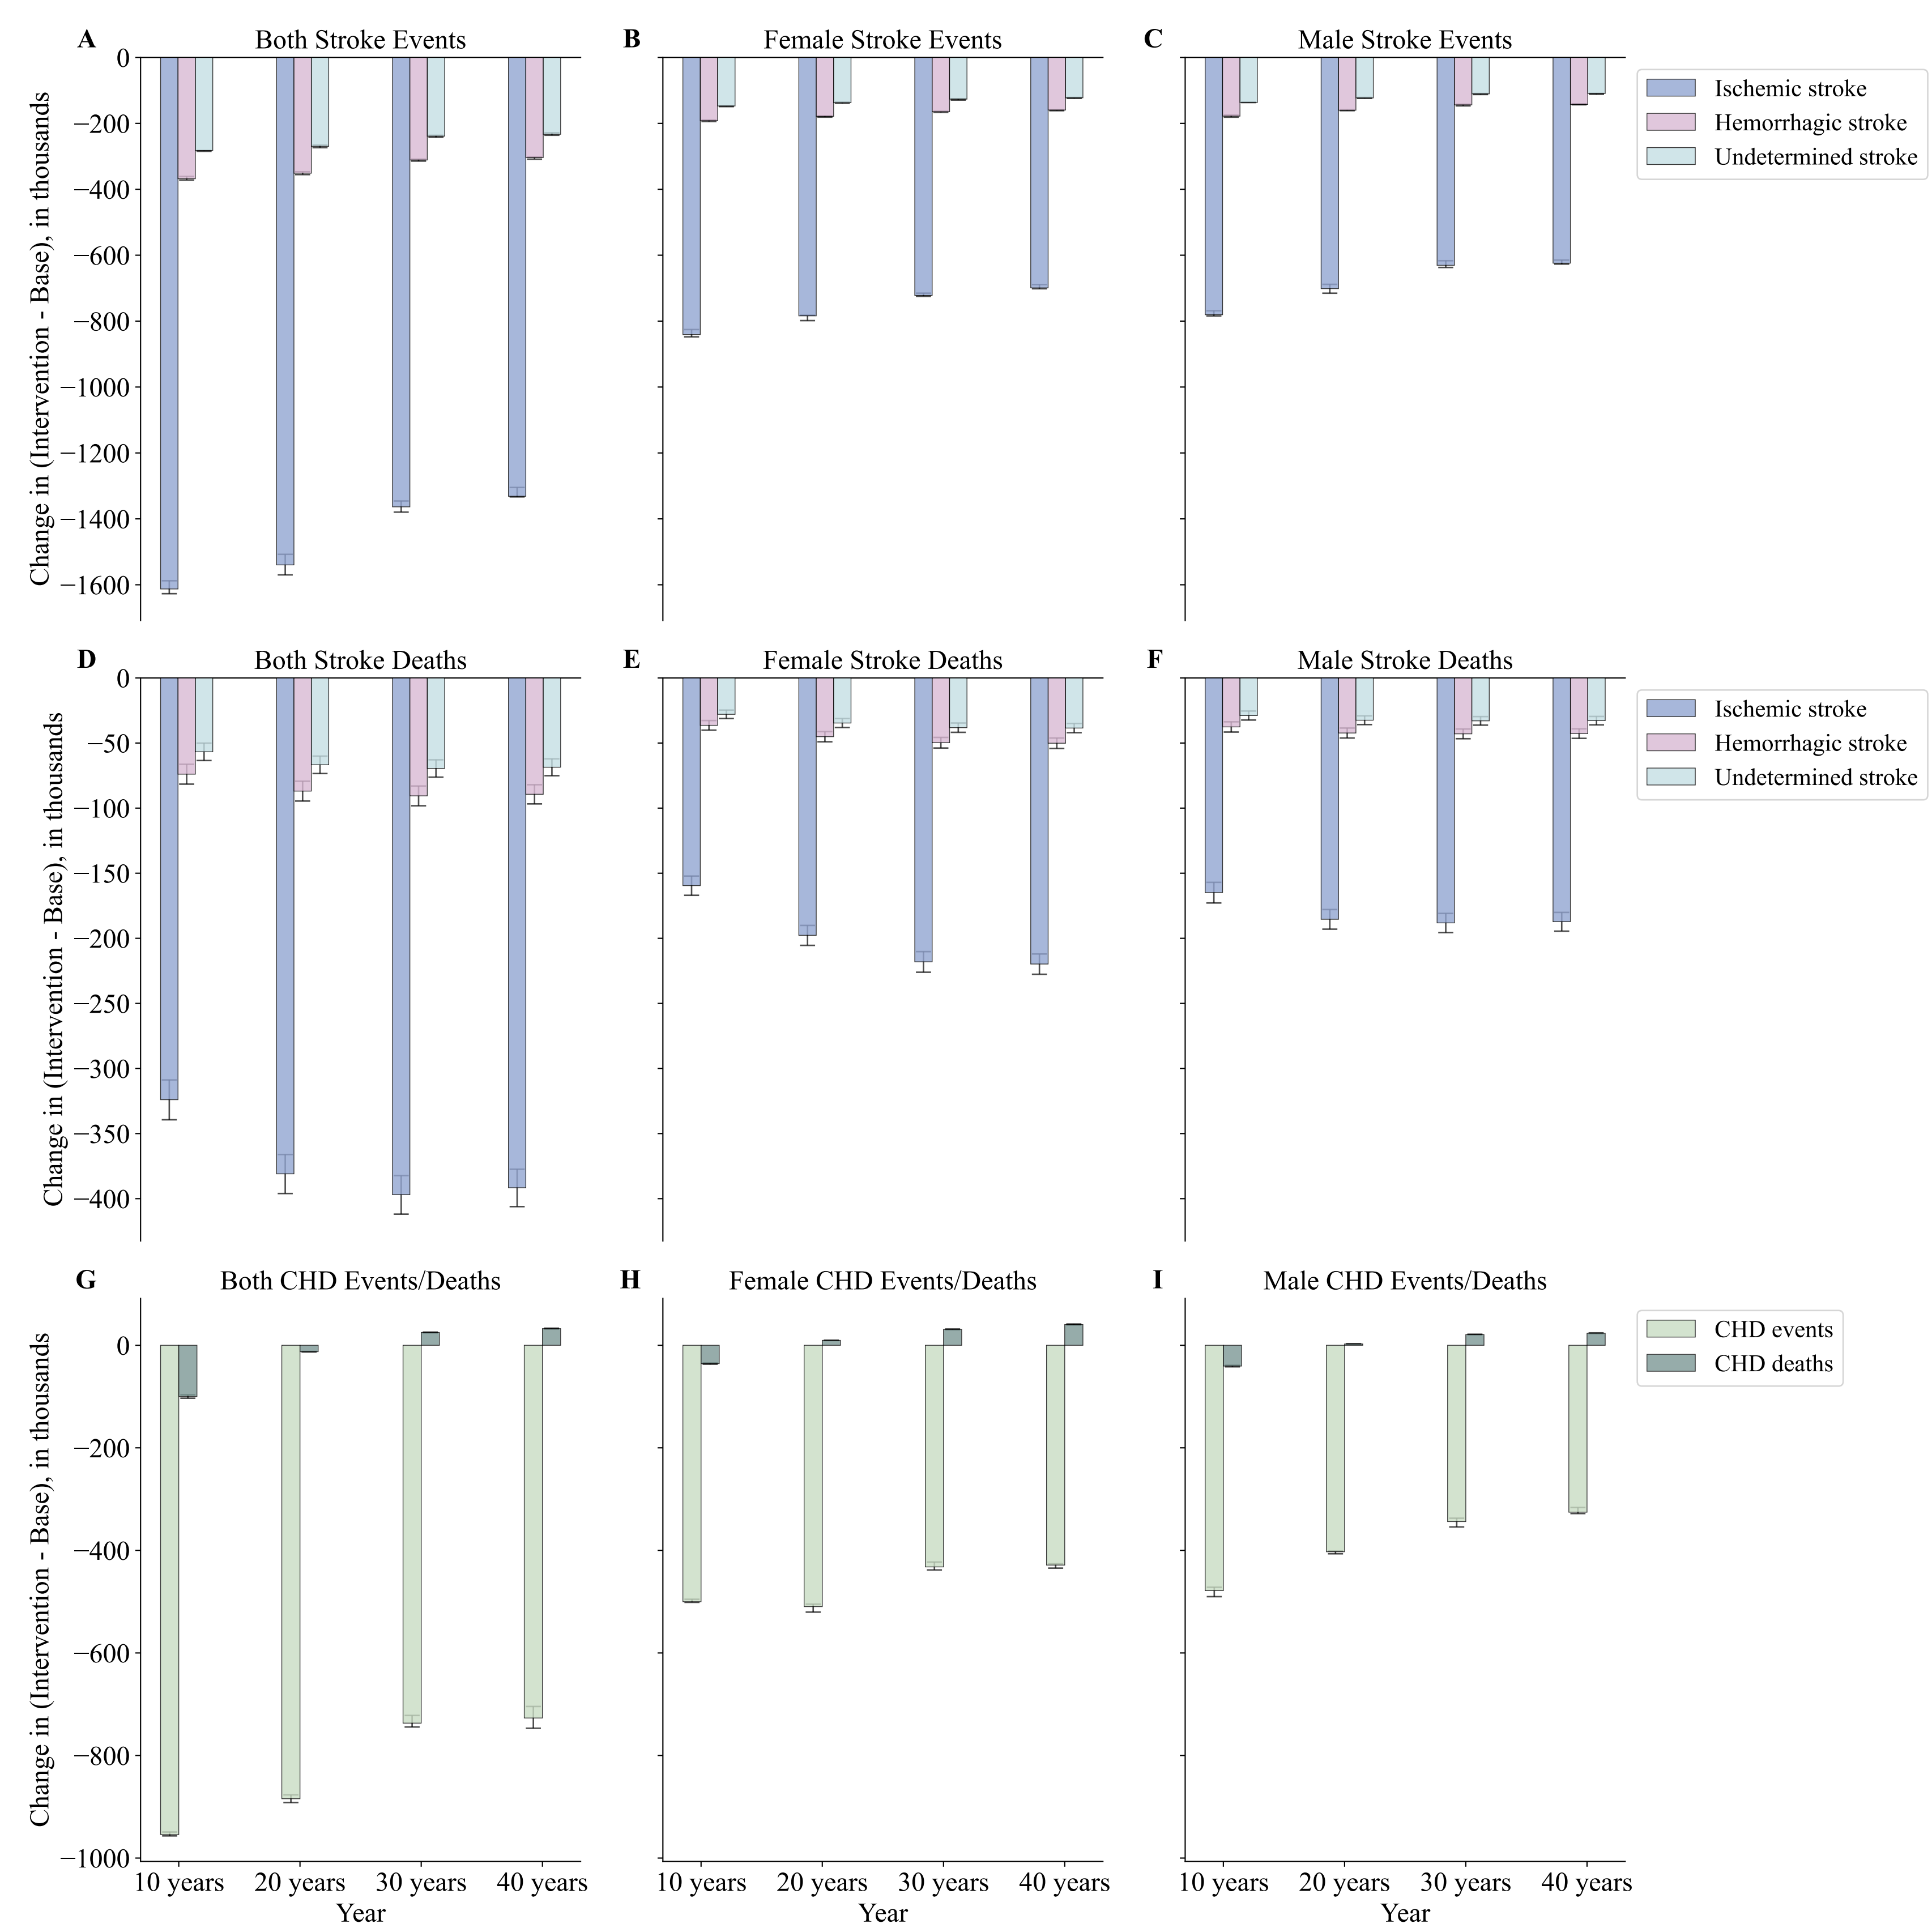 A Both Stroke Events
B Female Stroke Events
C Male Stroke Events
Change in (Intervention - Base), in thousands
0
−200
−400
−600
−800
−1000
−1200
−1400
−1600
Ischemic stroke
Hemorrhagic stroke
Undetermined stroke
D Both Stroke Deaths
E Female Stroke Deaths
F Male Stroke Deaths
Change in (Intervention - Base), in thousands
0
−50
−100
−150
−200
−250
−300
−350
−400
Ischemic stroke
Hemorrhagic stroke
Undetermined stroke
G Both CHD Events/Deaths
H Female CHD Events/Deaths
I Male CHD Events/Deaths
Change in (Intervention - Base), in thousands
0
−200
−400
−600
−800
−1000
CHD events
CHD deaths
10 years 20 years 30 years 40 years
Year
10 years 20 years 30 years 40 years
Year
10 years 20 years 30 years 40 years
Year